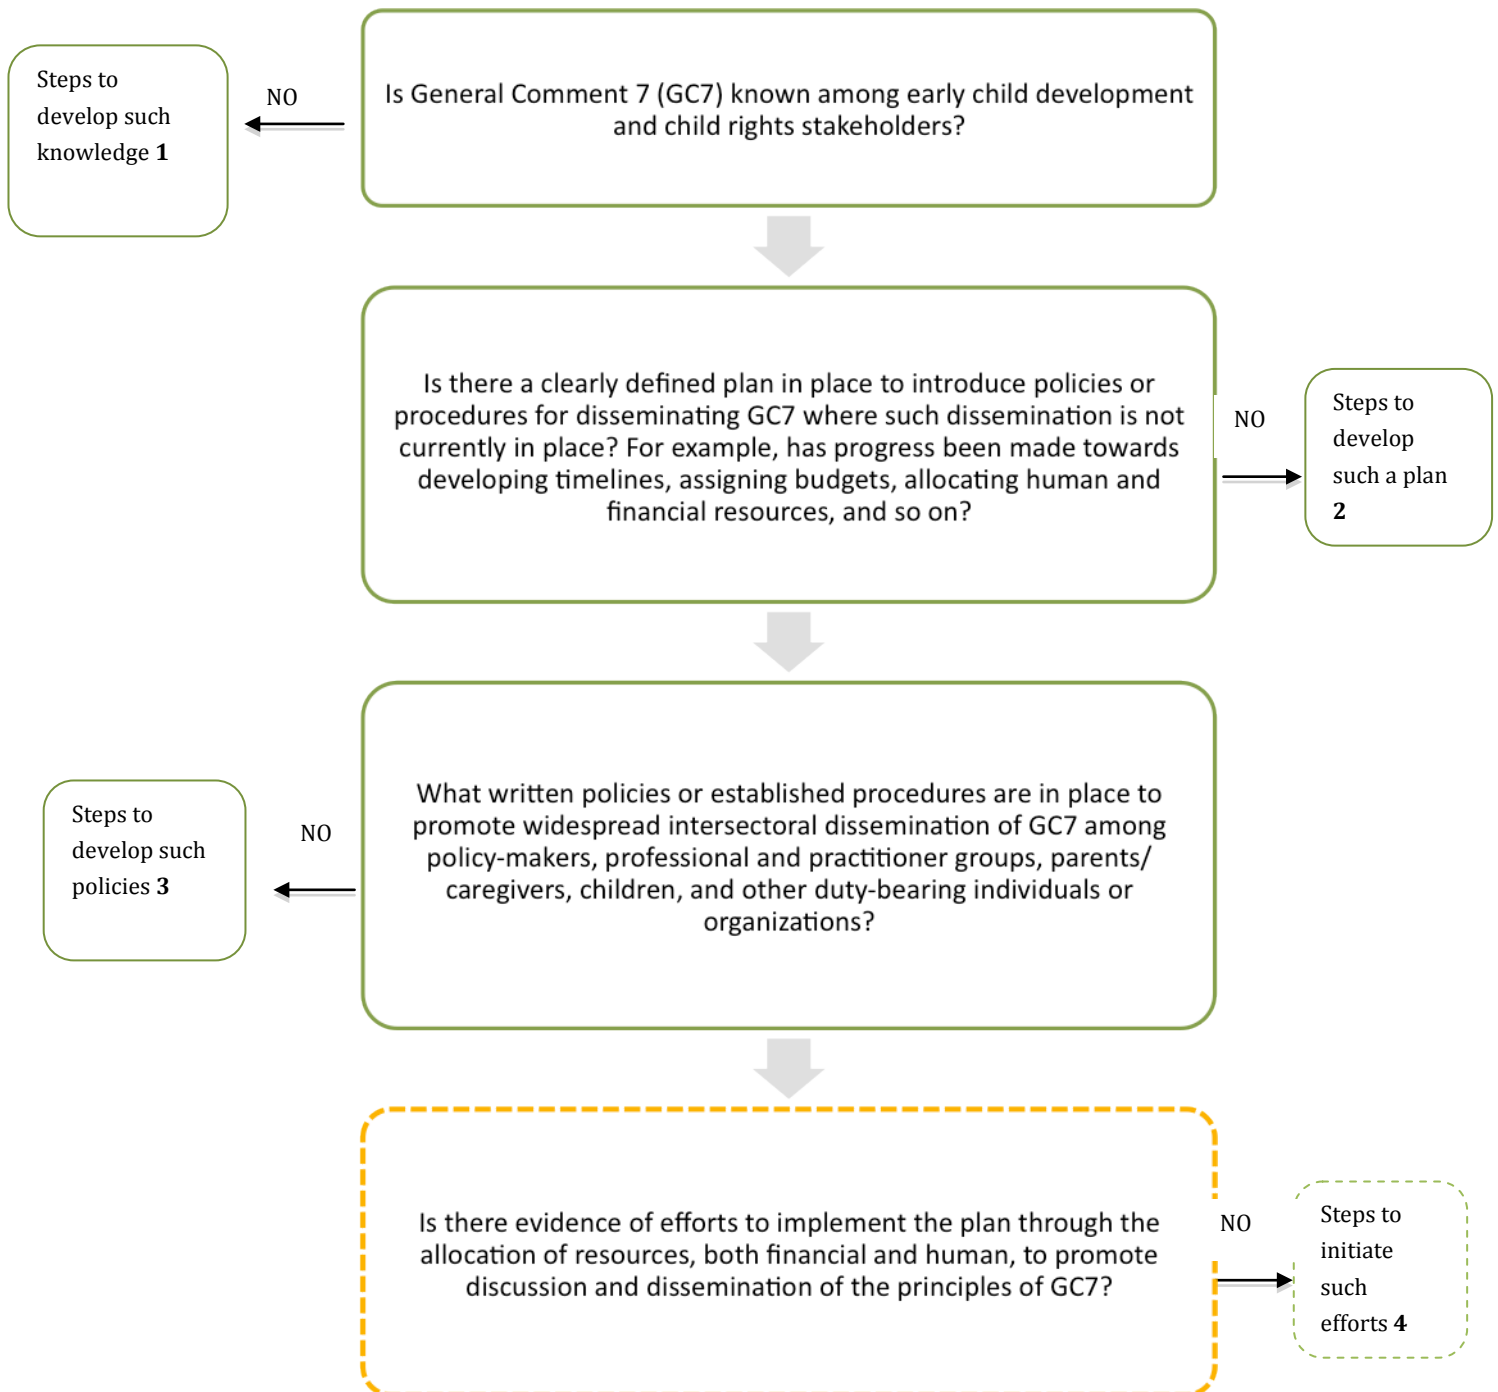 Is General Comment 7 (GC7) known among early child development
and child rights stakeholders?
NO
Steps to
develop such
knowledge 1
Is there a clearly defined plan in place to introduce policies or
procedures for disseminating GC7 where such dissemination is not
currently in place? For example, has progress been made towards
developing timelines, assigning budgets, allocating human and
financial resources, and so on?
NO
Steps to
develop
such a plan
2
What written policies or established procedures are in place to
promote widespread intersectoral dissemination of GC7 among
policy-makers, professional and practitioner groups, parents/
caregivers, children, and other duty-bearing individuals or
organizations?
NO
Steps to
develop such
policies 3
Is there evidence of efforts to implement the plan through the
allocation of resources, both financial and human, to promote
discussion and dissemination of the principles of GC7?
NO
Steps to
initiate
such
efforts 4